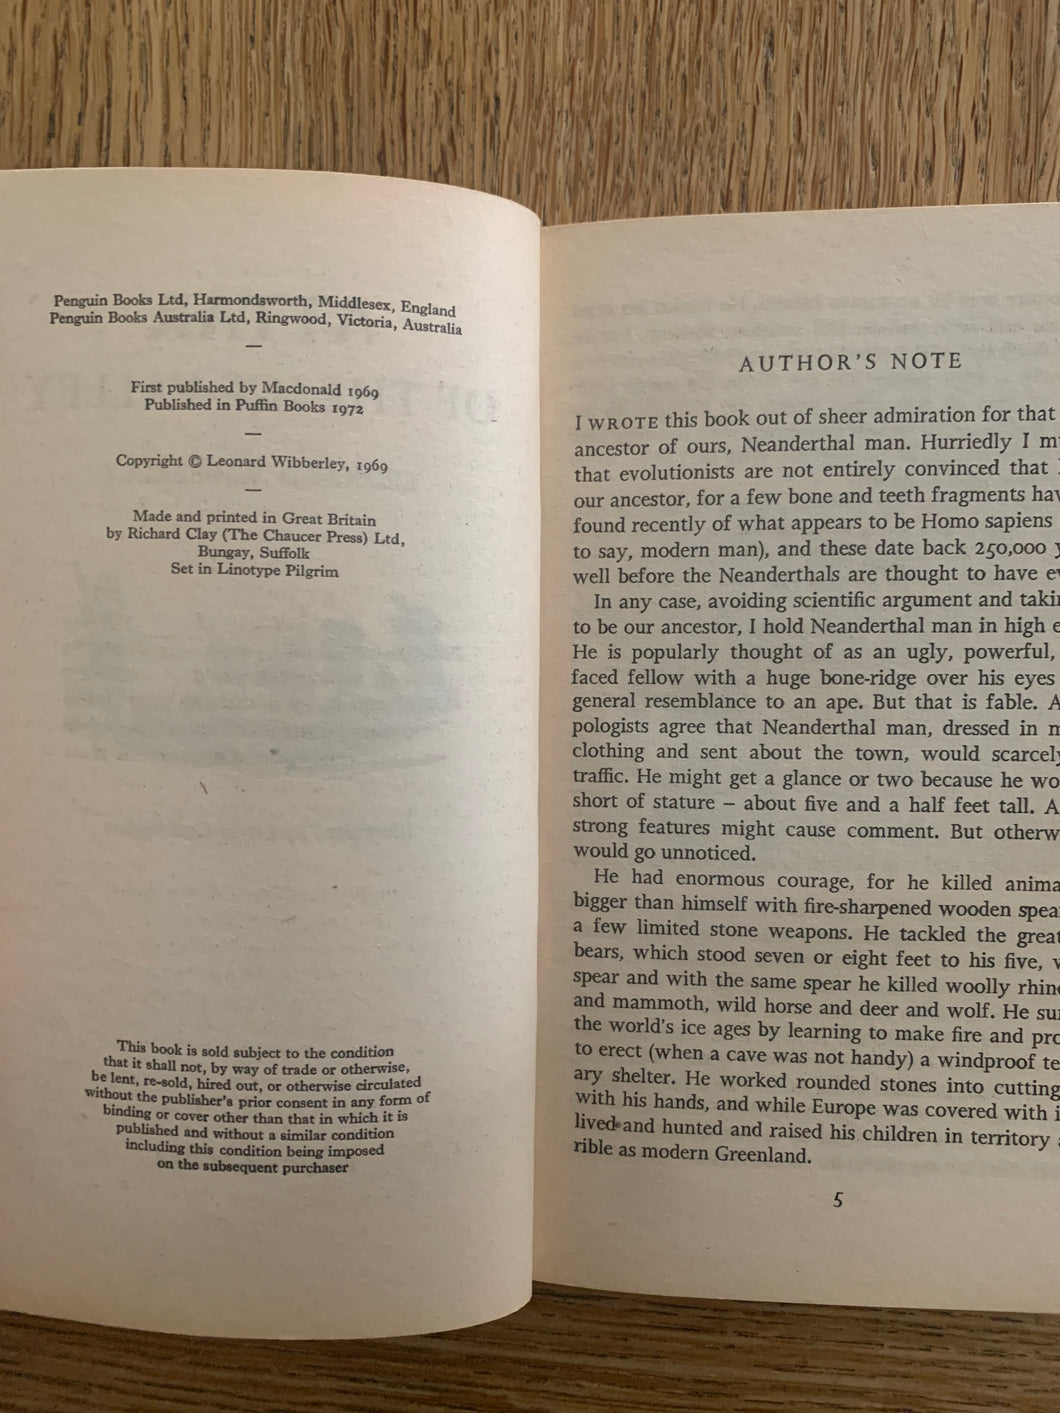 Penguin Books Ltd, Harmondsworth, Middlesex, England
Penguin Books Australia Ltd, Ringwood, Victoria, Australia
—
First published by Macdonald 1969
Published in Puffin Books 1972
—
Copyright © Leonard Wibberley, 1969
—
Made and printed in Great Britain
by Richard Clay (The Chaucer Press) Ltd,
Bungay, Suffolk
Set in Linotype Pilgrim
This book is sold subject to the condition
that it shall not, by way of trade or otherwise,
be lent, re-sold, hired out, or otherwise circulated
without the publisher's prior consent in any form of
binding or cover other than that in which it is
published and without a similar condition
including this condition being imposed
on the subsequent purchaser
AUTHOR'S NOTE
I WROTE this book out of sheer admiration for that
ancestor of ours, Neanderthal man. Hurriedly I m
that evolutionists are not entirely convinced that
our ancestor, for a few bone and teeth fragments hav
found recently of what appears to be Homo sapiens
to say, modern man), and these date back 250,000 y
well before the Neanderthals are thought to have ev
In any case, avoiding scientific argument and takin
to be our ancestor, I hold Neanderthal man in high e
He is popularly thought of as an ugly, powerful,
faced fellow with a huge bone-ridge over his eyes
general resemblance to an ape. But that is fable. A
pologists agree that Neanderthal man, dressed in m
clothing and sent about the town, would scarcely
traffic. He might get a glance or two because he wo
short of stature – about five and a half feet tall. A
strong features might cause comment. But otherw
would go unnoticed.
He had enormous courage, for he killed anima
bigger than himself with fire-sharpened wooden spea
a few limited stone weapons. He tackled the great
bears, which stood seven or eight feet to his five, w
spear and with the same spear he killed woolly rhino
and mammoth, wild horse and deer and wolf. He sur
the world's ice ages by learning to make fire and pro
to erect (when a cave was not handy) a windproof te
ary shelter. He worked rounded stones into cutting
with his hands, and while Europe was covered with i
lived and hunted and raised his children in territory
rible as modern Greenland.
5